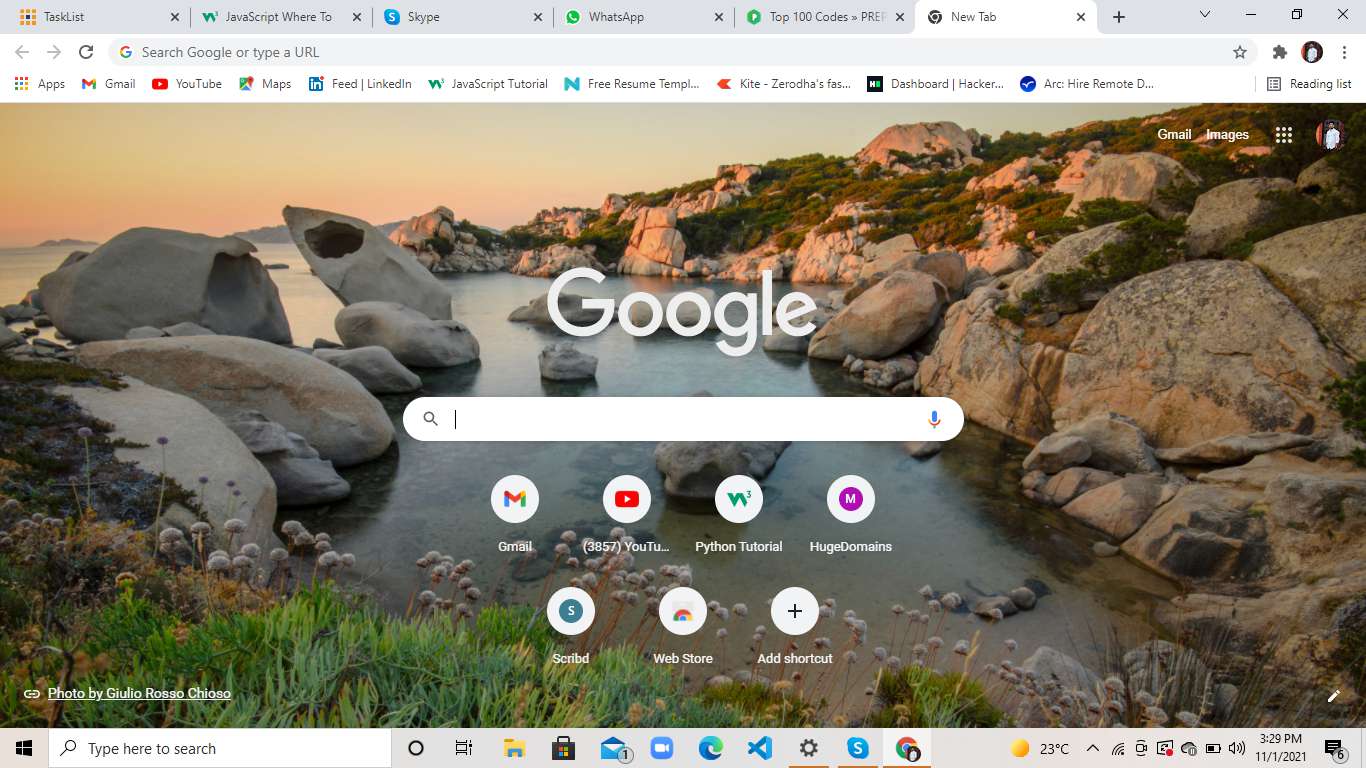 TaskList
JavaScript Where To
Skype
WhatsApp
Top 100 Codes » PREP
New Tab
Search Google or type a URL
Apps
Gmail
YouTube
Maps
Feed | LinkedIn
JavaScript Tutorial
Free Resume Templ...
Kite - Zerodha's fas...
Dashboard | Hacker...
Arc: Hire Remote D...
Reading list
Gmail
Images
Google
Gmail
(3857) YouTu...
Python Tutorial
M
HugeDomains
S
Scribd
Web Store
Add shortcut
Photo by Giulio Rosso Chioso
Type here to search
1
23°C
3:29 PM
11/1/2021
6